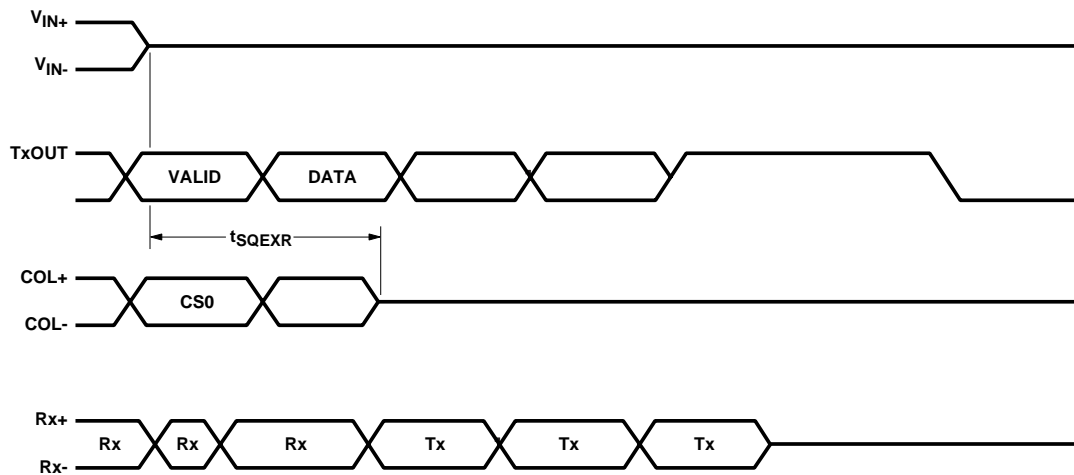 VIN+
VIN-
TxOUT
VALID DATA
tSQEXR
COL+
CS0
COL-
Rx+
Rx Rx Rx Tx Tx Tx
Rx-